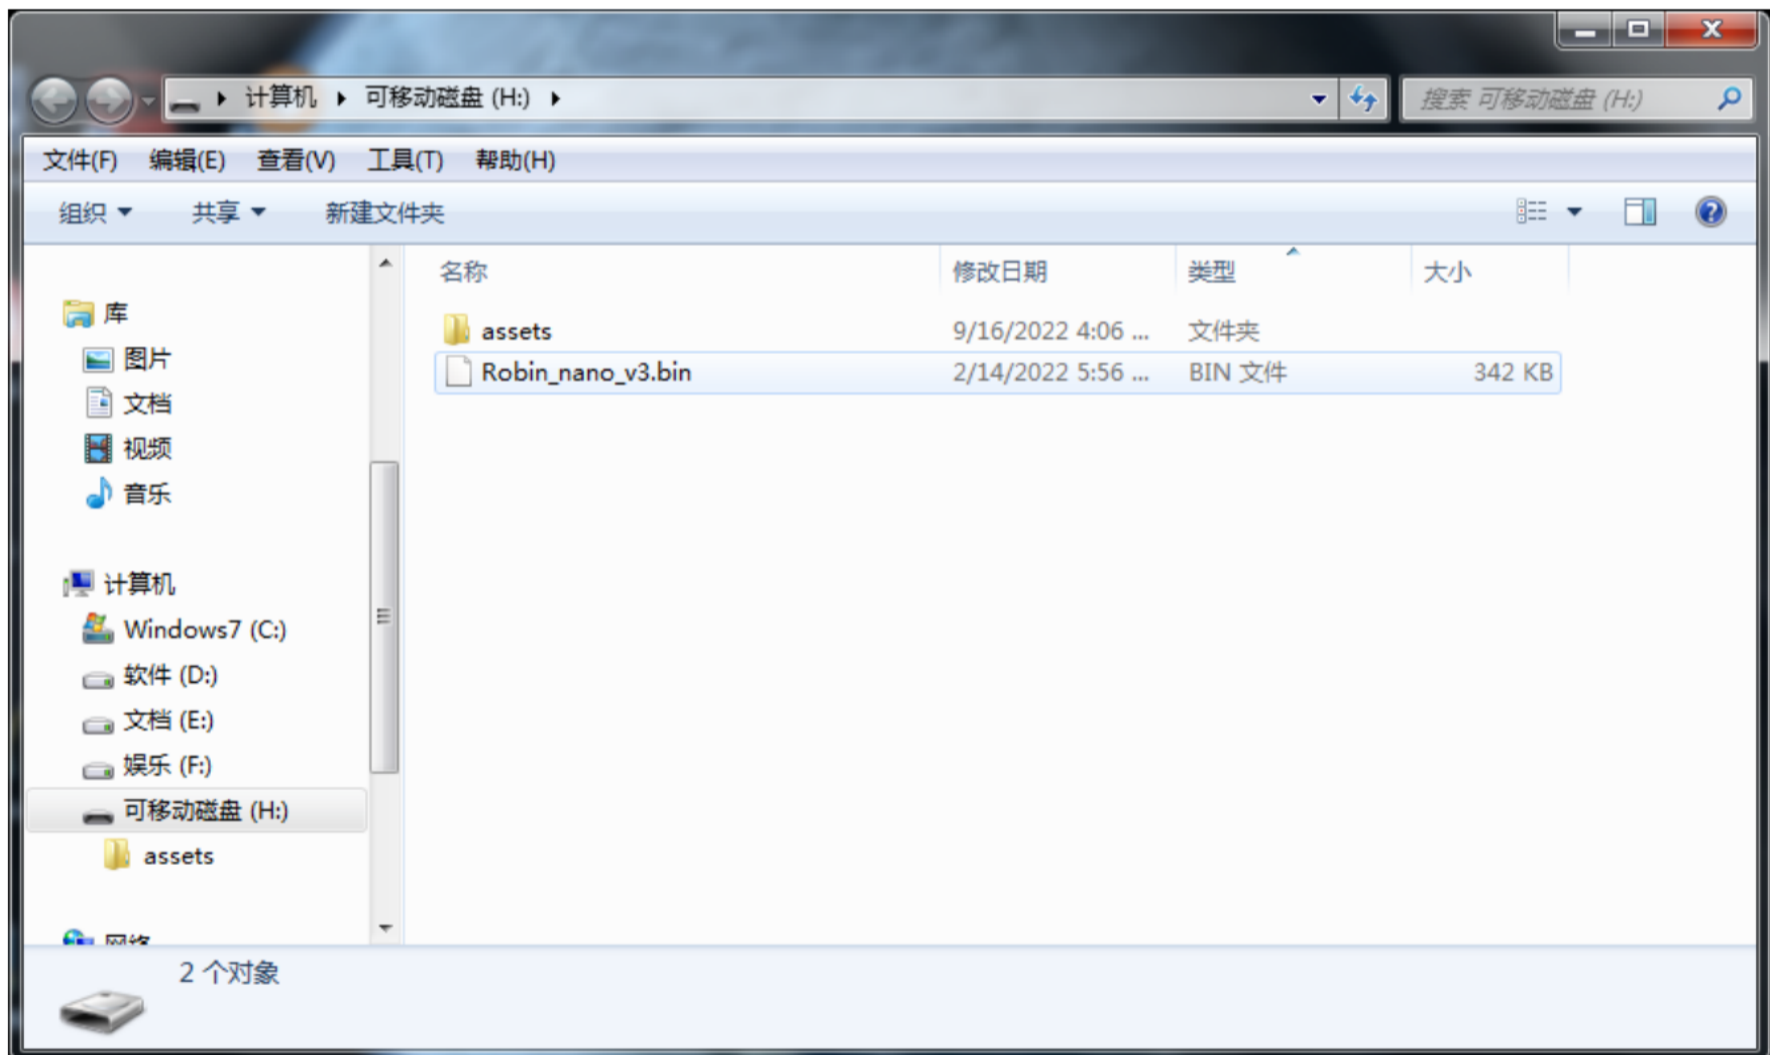 计算机 可移动磁盘 (H:)
搜索 可移动磁盘 (H:)
文件(F) 编辑(E) 查看(V) 工具(T) 帮助(H)
组织 共享 新建文件夹
名称 修改日期 类型 大小
assets 9/16/2022 4:06 ... 文件夹
Robin_nano_v3.bin 2/14/2022 5:56 ... BIN 文件 342 KB
库
图片
文档
视频
音乐
计算机
Windows7 (C:)
软件 (D:)
文档 (E:)
娱乐 (F:)
可移动磁盘 (H:)
assets
网络
2 个对象